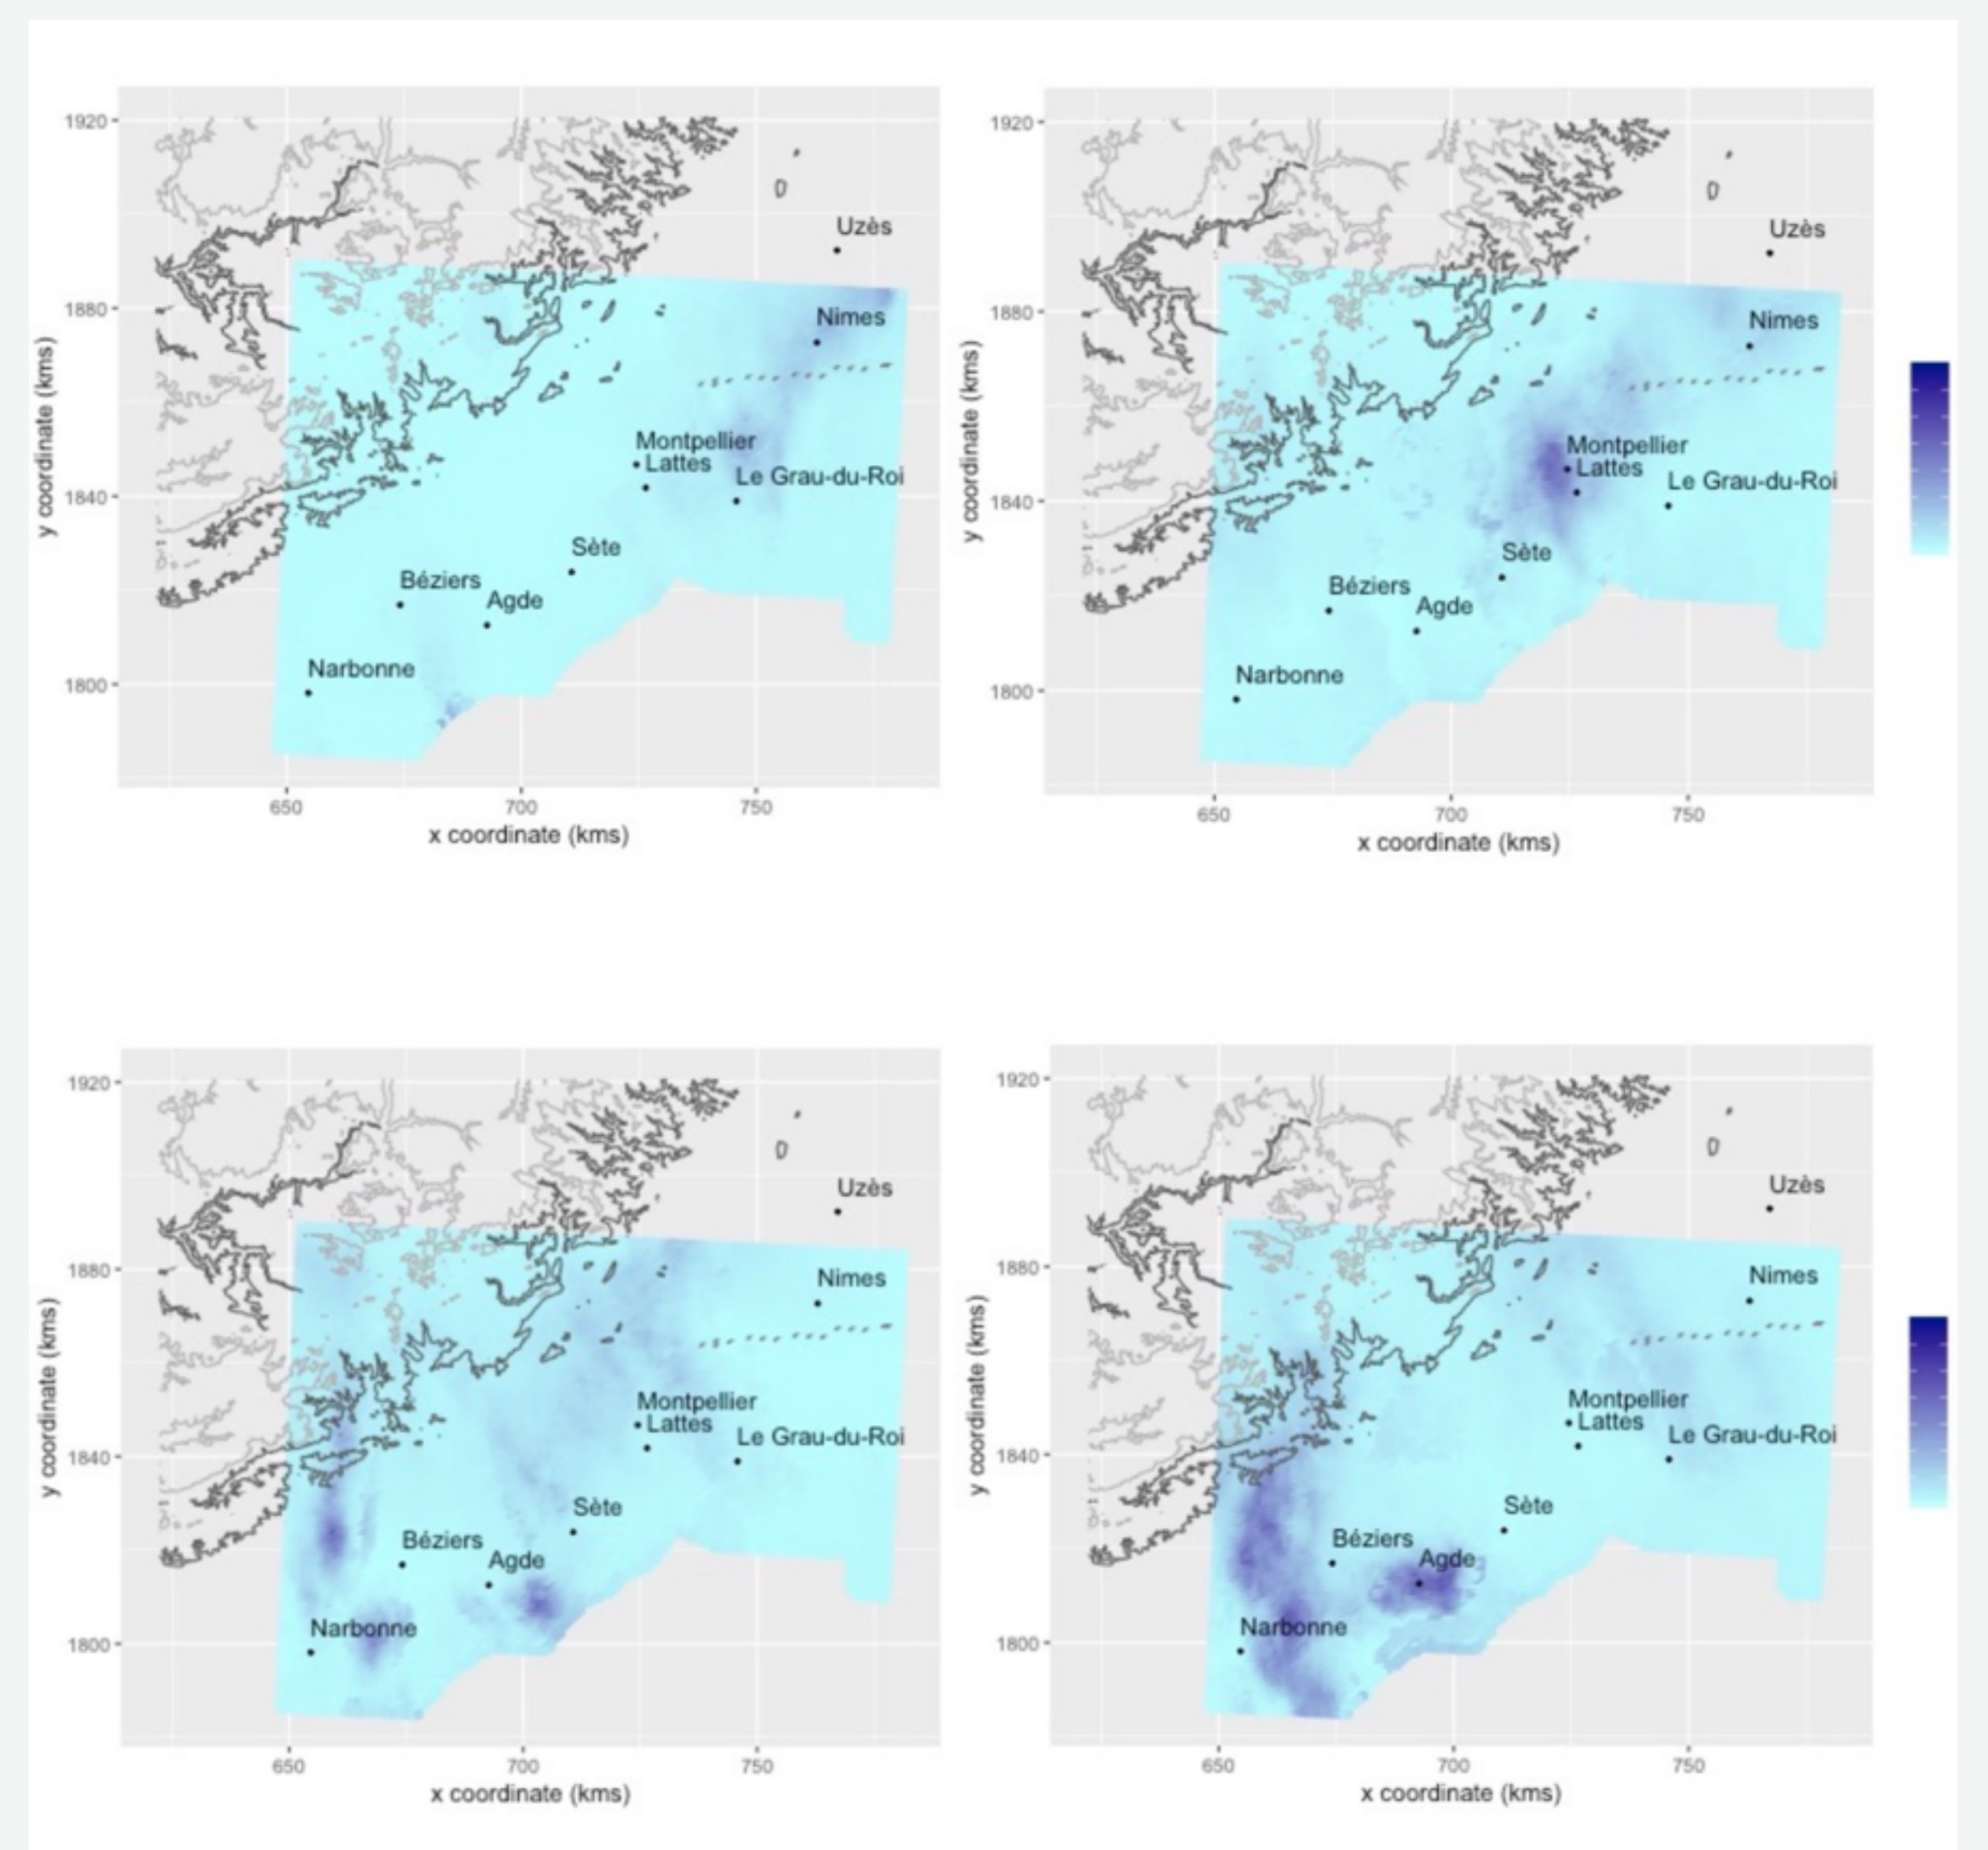 1920
Uzès
1880
Nimes
Montpellier
Lattes
Le Grau-du-Roi
1840
Sète
Béziers
Agde
Narbonne
1800
650
700
750
x coordinate (kms)
y coordinate (kms)
1920
Uzès
1880
Nimes
Montpellier
Lattes
Le Grau-du-Roi
1840
Sète
Béziers
Agde
Narbonne
1800
650
700
750
x coordinate (kms)
y coordinate (kms)
1920
Uzès
1880
Nimes
Montpellier
Lattes
Le Grau-du-Roi
1840
Sète
Béziers
Agde
Narbonne
1800
650
700
750
x coordinate (kms)
y coordinate (kms)
1920
Uzès
1880
Nimes
Montpellier
Lattes
Le Grau-du-Roi
1840
Sète
Béziers
Agde
Narbonne
1800
650
700
750
x coordinate (kms)
y coordinate (kms)